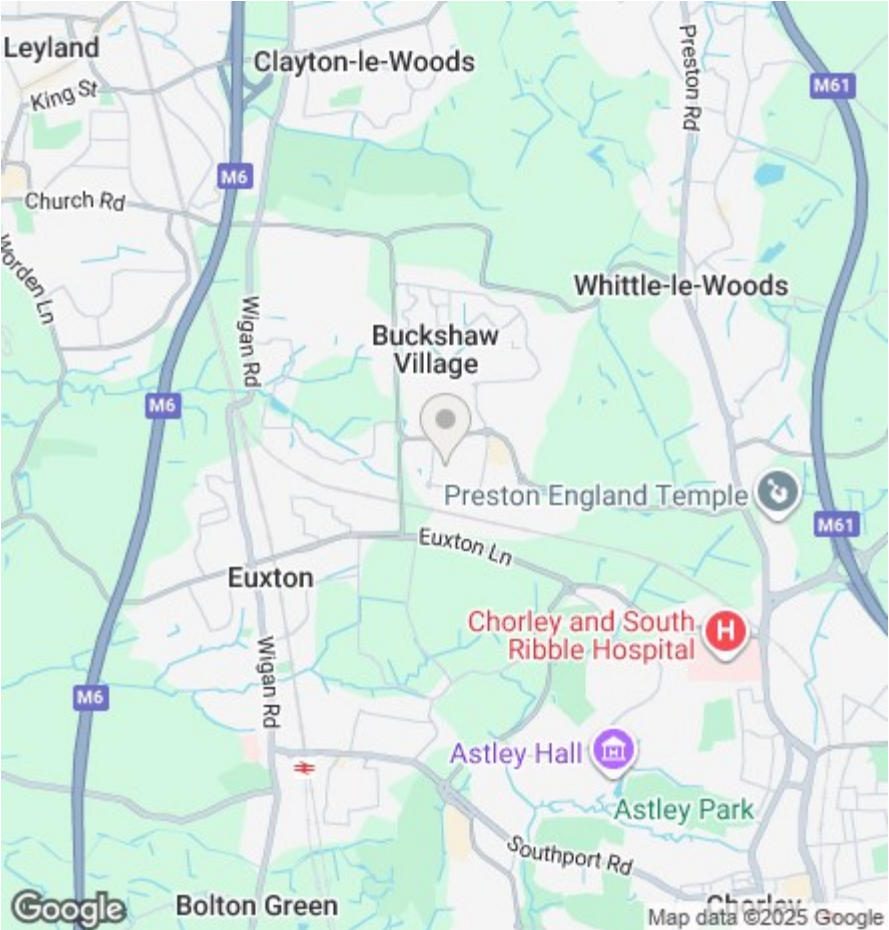 Leyland
Clayton-le-Woods
King St
Preston Rd
M61
M6
Church Rd
Worden Ln
Whittle-le-Woods
Wigan Rd
Buckshaw
Village
M6
Preston England Temple
M61
Euxton Ln
Euxton
Chorley and South
Ribble Hospital
H
Wigan Rd
M6
Astley Hall
Astley Park
Southport Rd
Bolton Green
Chorley
Google
Map data ©2025 Google